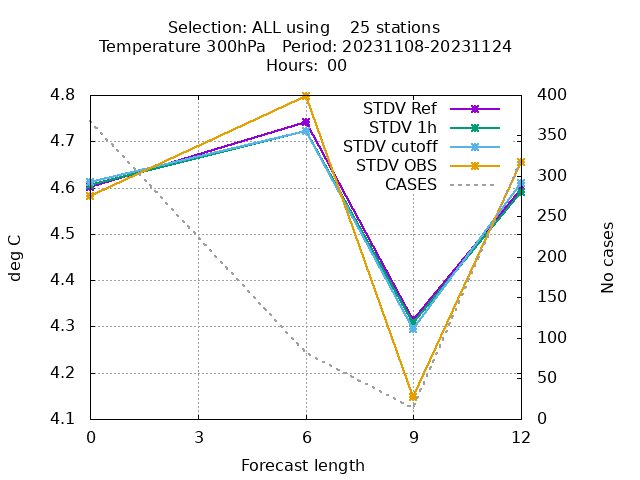 Selection: ALL using    25 stations
Temperature 300hPa   Period: 20231108-20231124
Hours:  00
4.8
4.7
4.6
4.5
4.4
4.3
4.2
4.1
400
350
300
250
200
150
100
50
0
0
3
6
9
12
STDV Ref
STDV 1h
STDV cutoff
STDV OBS
CASES
deg C
No cases
Forecast length